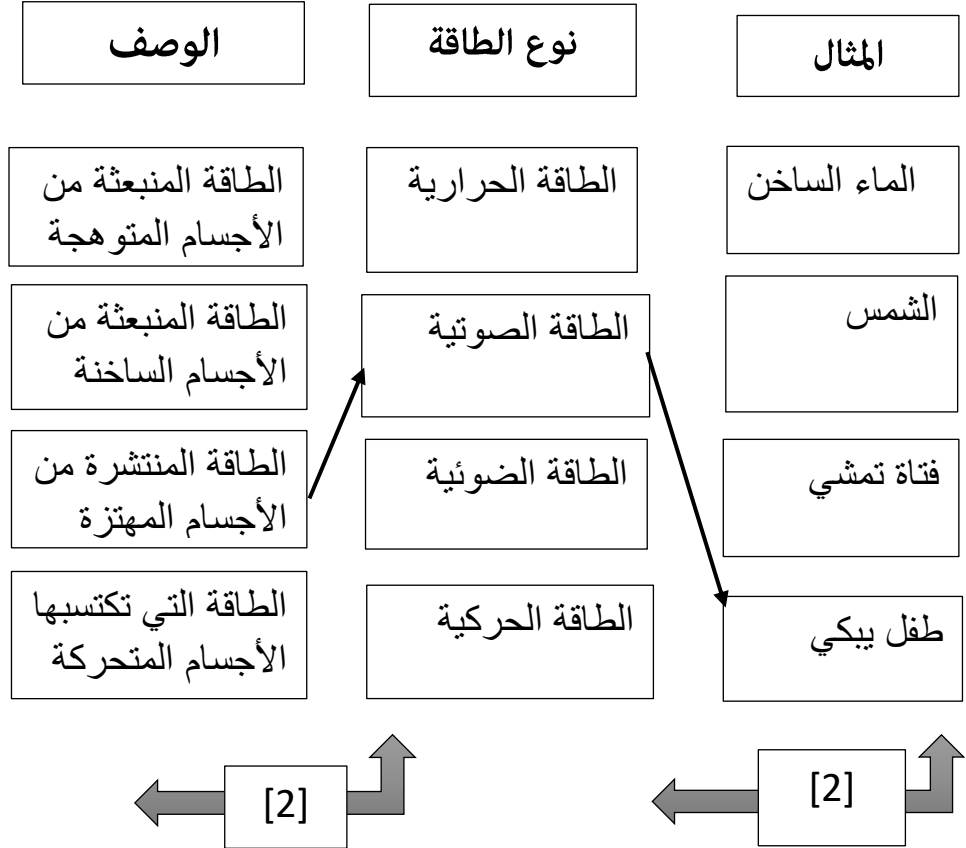 المثال
نوع الطاقة
الوصف
الماء الساخن
الطاقة الحرارية
الطاقة المنبعثة من
الأجسام المتوهجة
الشمس
الطاقة الصوتية
الطاقة المنبعثة من
الأجسام الساخنة
فتاة تمشي
الطاقة الضوئية
الطاقة المنتشرة من
الأجسام المهتزة
طفل يبكي
الطاقة الحركية
الطاقة التي تكتسبها
الأجسام المتحركة
[2]
[2]